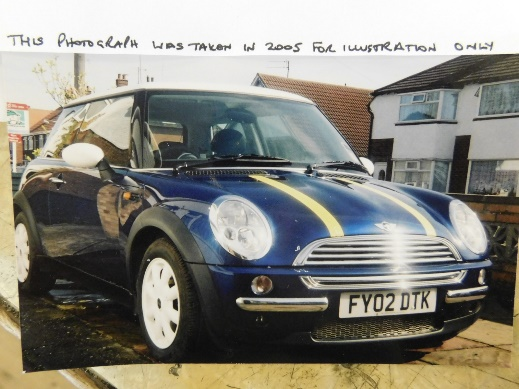 THIS PHOTOGRAPH WAS TAKEN IN 2005 FOR ILLUSTRATION ONLY
FY02 DTK